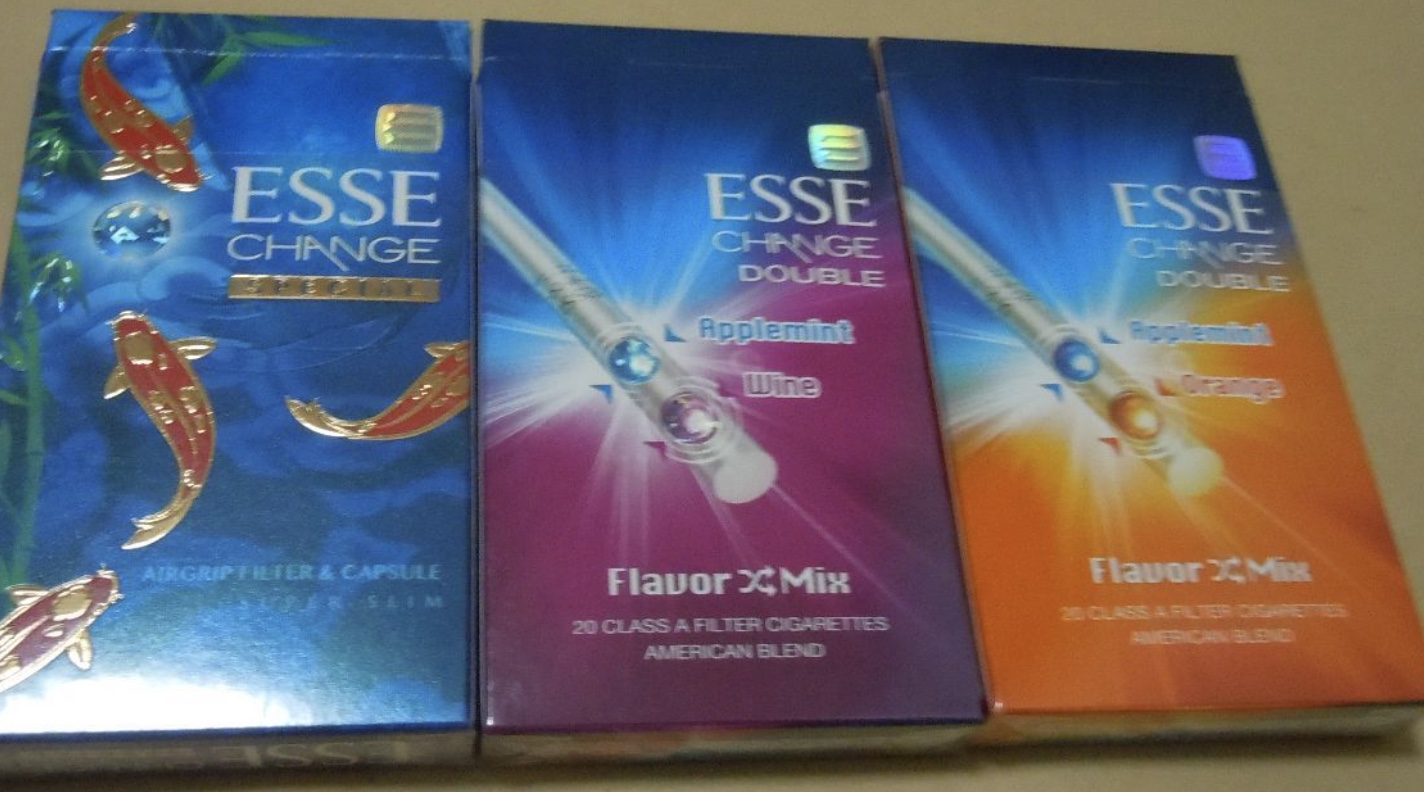 ESSE
CHANGE
SPECIAL
AIRGRIP FILTER & CAPSULE
SUPER SLIM
ESSE
ESSE
CHANGE
DOUBLE
Applemint
Wine
Flavor Mix
20 CLASS A FILTER CIGARETTES
AMERICAN BLEND
ESSE
CHANGE
DOUBLE
Applemint
Orange
Flavor Mix
20 CLASS A FILTER CIGARETTES
AMERICAN BLEND